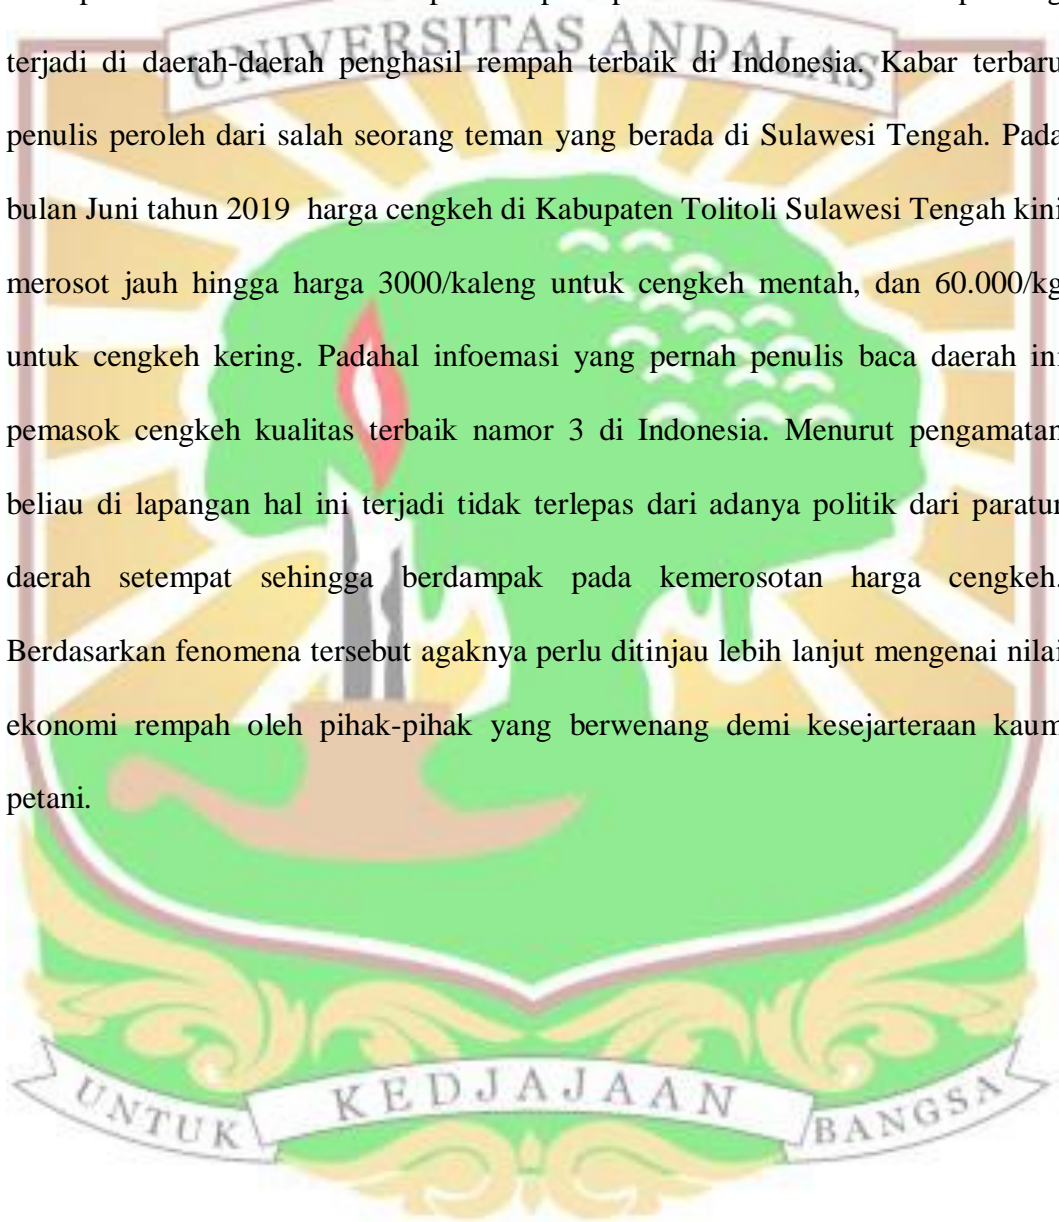 UNIVERSITAS ANDALAS
terjadi di daerah-daerah penghasil rempah terbaik di Indonesia. Kabar terbaru
penulis peroleh dari salah seorang teman yang berada di Sulawesi Tengah. Pada
bulan Juni tahun 2019 harga cengkeh di Kabupaten Tolitoli Sulawesi Tengah kini
merosot jauh hingga harga 3000/kaleng untuk cengkeh mentah, dan 60.000/kg
untuk cengkeh kering. Padahal infoemasi yang pernah penulis baca daerah ini
pemasok cengkeh kualitas terbaik namor 3 di Indonesia. Menurut pengamatan
beliau di lapangan hal ini terjadi tidak terlepas dari adanya politik dari paratur
daerah setempat sehingga berdampak pada kemerosotan harga cengkeh.
Berdasarkan fenomena tersebut agaknya perlu ditinjau lebih lanjut mengenai nilai
ekonomi rempah oleh pihak-pihak yang berwenang demi kesejarteraan kaum
petani.
UNTUK KEDJAJAAN BANGSA